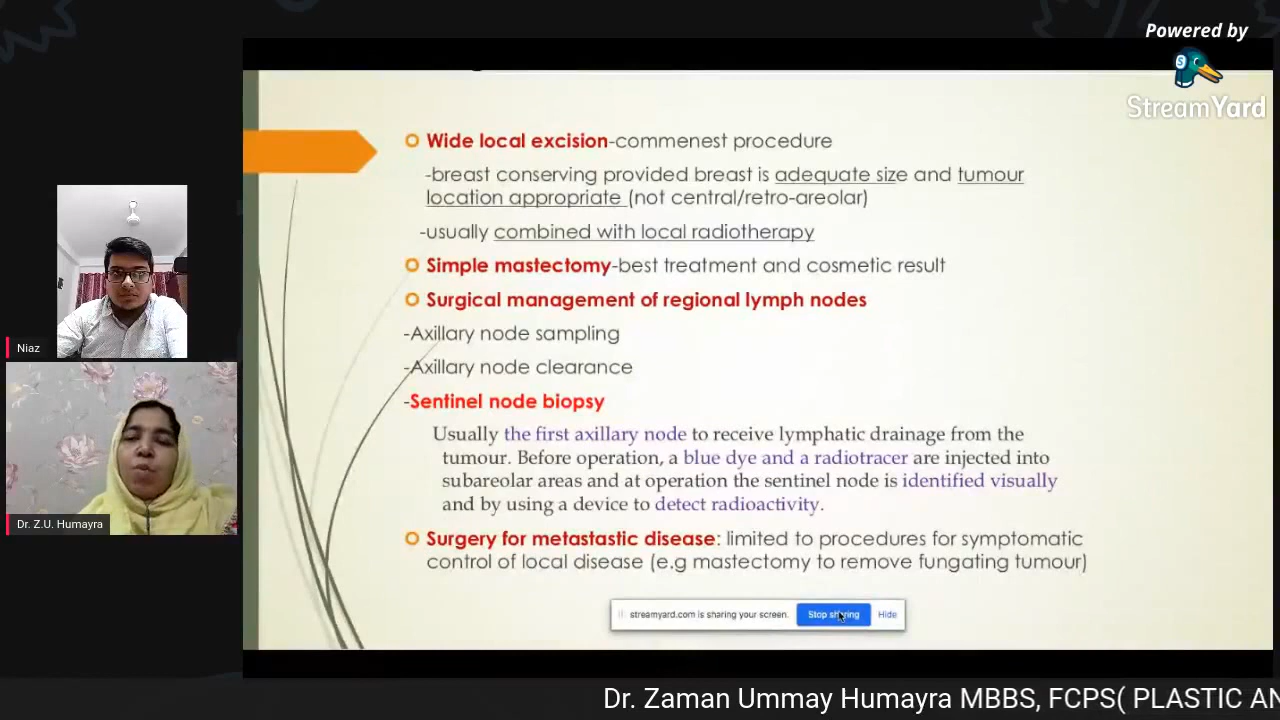 Powered by
StreamYard
Wide local excision-commenest procedure
-breast conserving provided breast is adequate size and tumour
location appropriate (not central/retro-areolar)
-usually combined with local radiotherapy
Simple mastectomy-best treatment and cosmetic result
Surgical management of regional lymph nodes
-Axillary node sampling
-Axillary node clearance
-Sentinel node biopsy
Usually the first axillary node to receive lymphatic drainage from the
tumour. Before operation, a blue dye and a radiotracer are injected into
subareolar areas and at operation the sentinel node is identified visually
and by using a device to detect radioactivity.
Surgery for metastatic disease: limited to procedures for symptomatic
control of local disease (e.g mastectomy to remove fungating tumour)
streamyard.com is sharing your screen. Stop sharing Hide
Niaz
Dr. Z.U. Humayra
Dr. Zaman Ummay Humayra MBBS, FCPS( PLASTIC AN